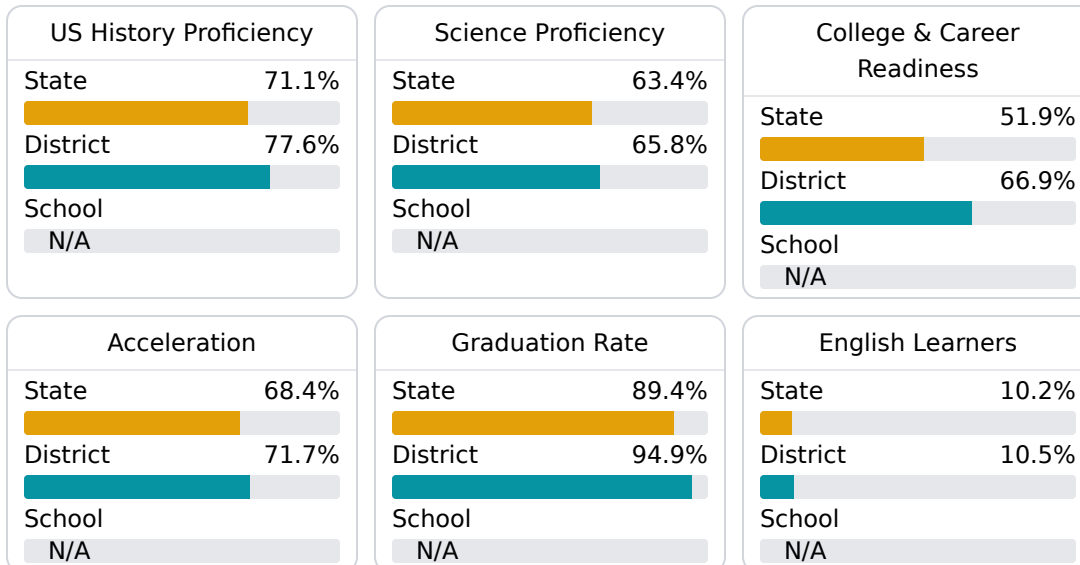 US History Proficiency
State 71.1%
District 77.6%
School
N/A
Science Proficiency
State 63.4%
District 65.8%
School
N/A
College & Career
Readiness
State 51.9%
District 66.9%
School
N/A
Acceleration
State 68.4%
District 71.7%
School
N/A
Graduation Rate
State 89.4%
District 94.9%
School
N/A
English Learners
State 10.2%
District 10.5%
School
N/A